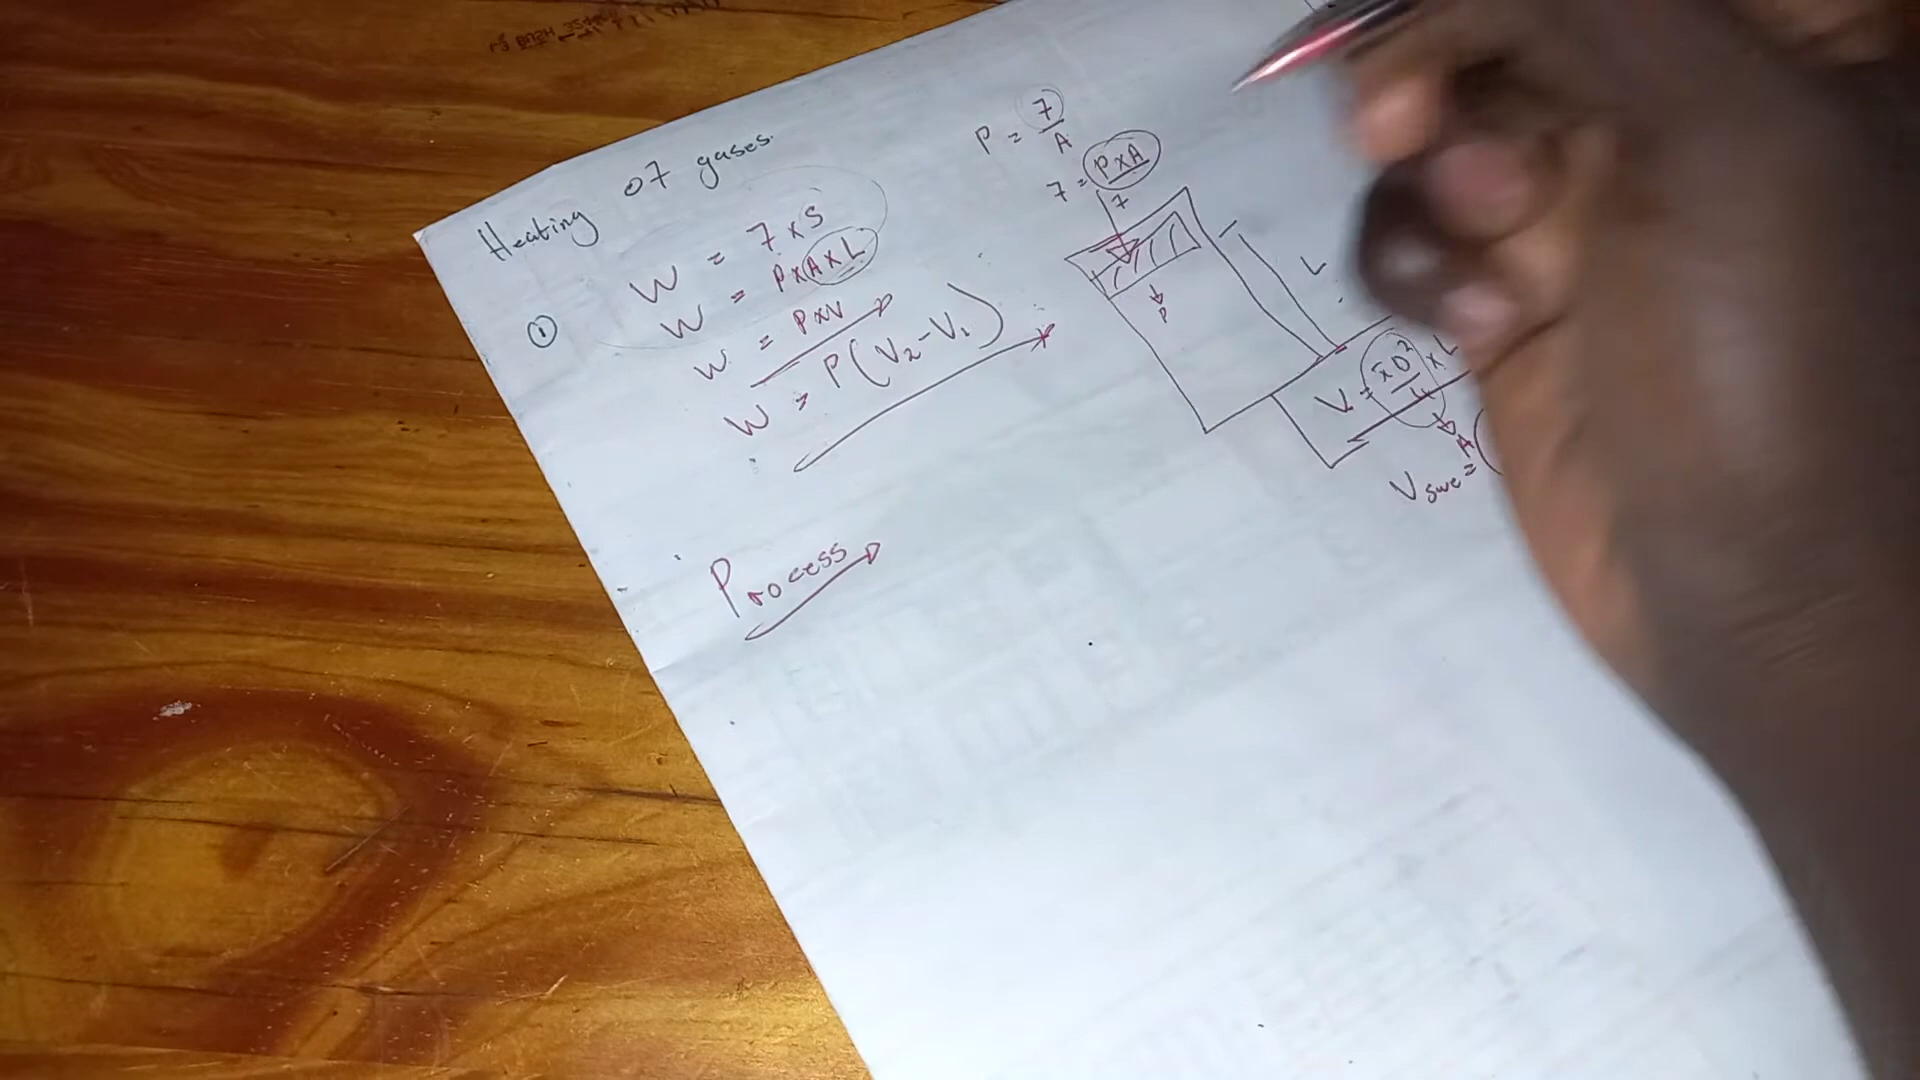 Heating of gases.
① W = F x S
W = P x A x L
W = P x V
W = P(V₂ - V₁)
Process
P = F/A
F = P x A
F
P
L
V = πD²/4 x L
A
Vswe =